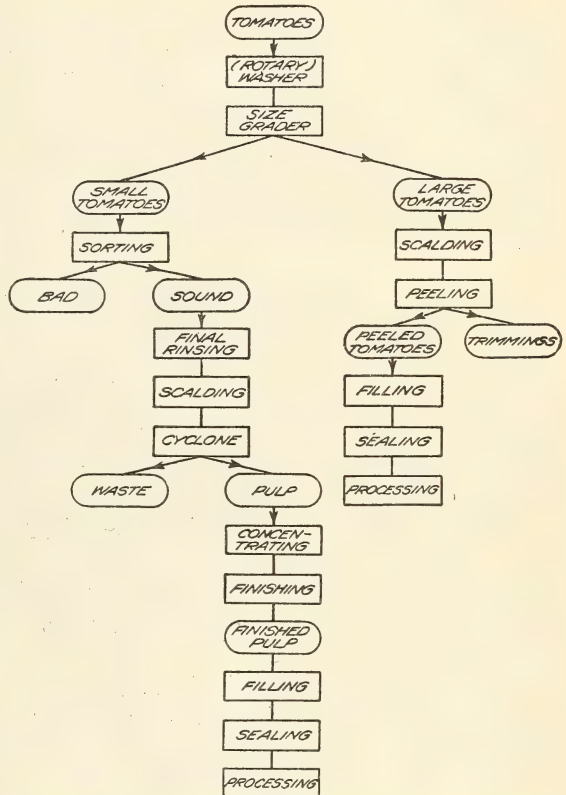 TOMATOES
(ROTARY)
WASHER
SIZE
GRADER
SMALL
TOMATOES
SORTING
BAD
SOUND
FINAL
RINSING
SCALDING
CYCLONE
WASTE
PULP
CONCEN-
TRATING
FINISHING
FINISHED
PULP
FILLING
SEALING
PROCESSING
LARGE
TOMATOES
SCALDING
PEELING
PEELED
TOMATOES
TRIMMINGS
FILLING
SEALING
PROCESSING